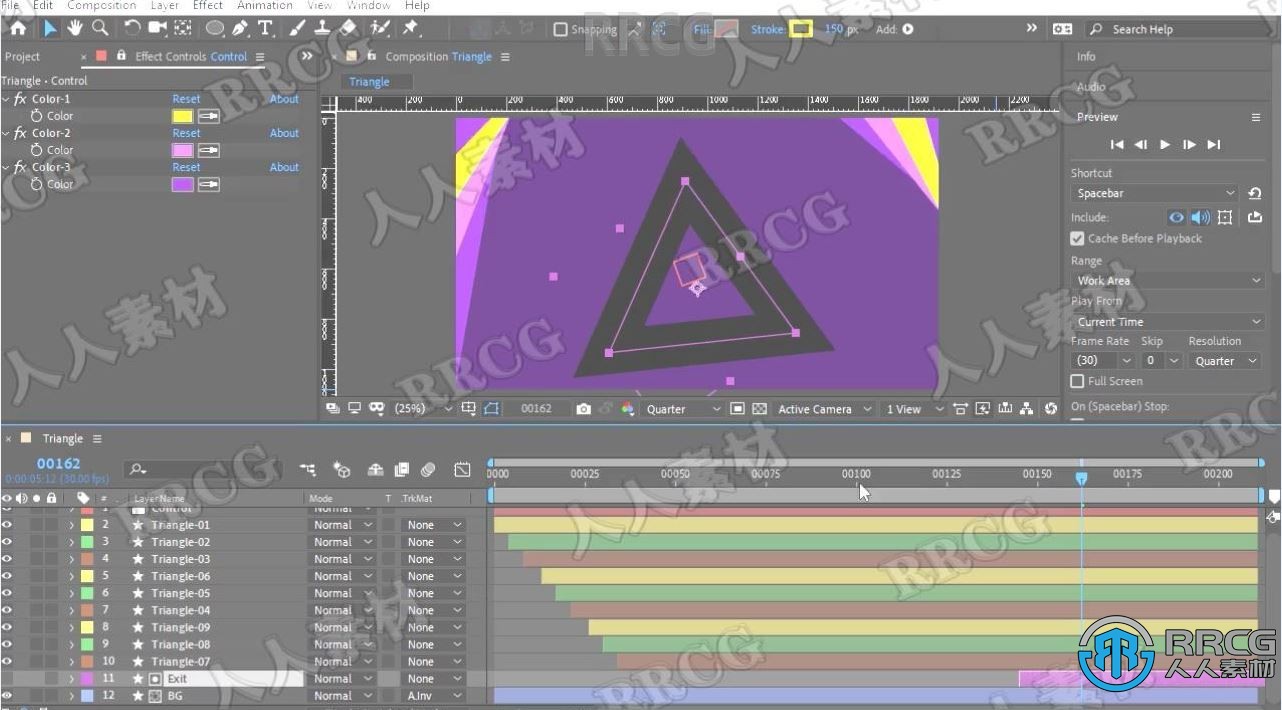 File Edit Composition Layer Effect Animation View Window Help
Snapping Fill: Stroke: 150 px Add: Search Help
Project Effect Controls Control Composition Triangle Info
Triangle • Control Triangle Audio
fx Color-1 Reset About
Color
fx Color-2 Reset About
Color
fx Color-3 Reset About
Color
400 200 0 200 400 600 800 1000 1200 1400 1600 1800 2000 2200
Preview
Shortcut
Spacebar
Include:
Cache Before Playback
Range
Work Area
Play From
Current Time
Frame Rate Skip Resolution
(30) 0 Quarter
Full Screen
On (Spacebar) Stop:
(25%) 00162 Quarter Active Camera 1 View
Triangle
00162
0:00:05:12 (30.00 fps)
0000 00025 00050 00075 00100 00125 00150 00175 00200
# Layer Name Mode T .TrkMat
1 Control Normal
2 Triangle-01 Normal None
3 Triangle-02 Normal None
4 Triangle-03 Normal None
5 Triangle-06 Normal None
6 Triangle-05 Normal None
7 Triangle-04 Normal None
8 Triangle-09 Normal None
9 Triangle-08 Normal None
10 Triangle-07 Normal None
11 Exit Normal None
12 BG Normal A.Inv
RRCG
人人素材